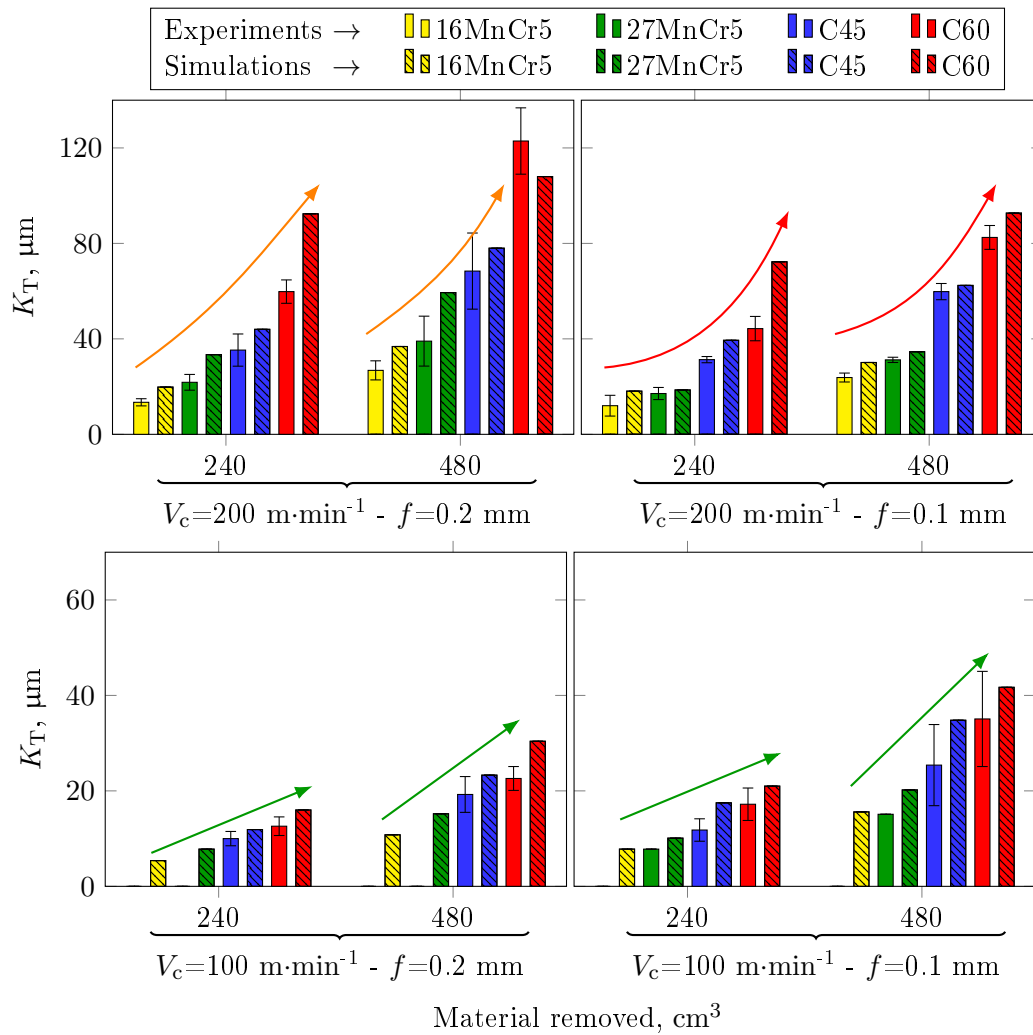 Experiments → 16MnCr5 27MnCr5 C45 C60
Simulations → 16MnCr5 27MnCr5 C45 C60
120
80
40
0
K_T, μm
240 480 240 480
V_c=200 m·min⁻¹ - f=0.2 mm V_c=200 m·min⁻¹ - f=0.1 mm
60
40
20
0
K_T, μm
240 480 240 480
V_c=100 m·min⁻¹ - f=0.2 mm V_c=100 m·min⁻¹ - f=0.1 mm
Material removed, cm³